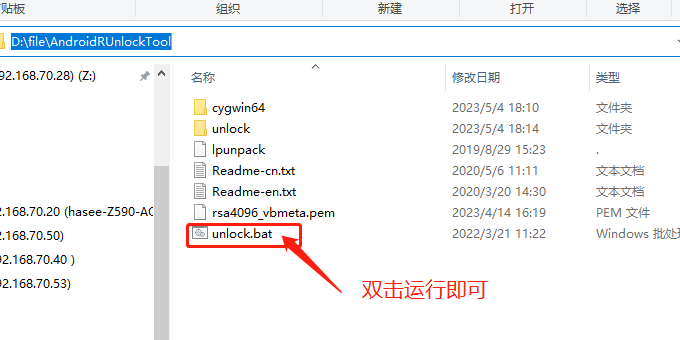 贴板
组织
新建
打开
选择
D:\file\AndroidRUnlockTool
92.168.70.28) (Z:)
名称
修改日期
类型
cygwin64
2023/5/4 18:10
文件夹
unlock
2023/5/4 18:14
文件夹
lpunpack
2019/8/29 15:23
.
Readme-cn.txt
2020/5/6 11:11
文本文档
Readme-en.txt
2020/3/20 14:30
文本文档
2.168.70.20 (hasee-Z590-AC
rsa4096_vbmeta.pem
2023/4/14 16:19
PEM 文件
2.168.70.50)
unlock.bat
2022/3/21 11:22
Windows 批处
92.168.70.40 )
92.168.70.53)
双击运行即可